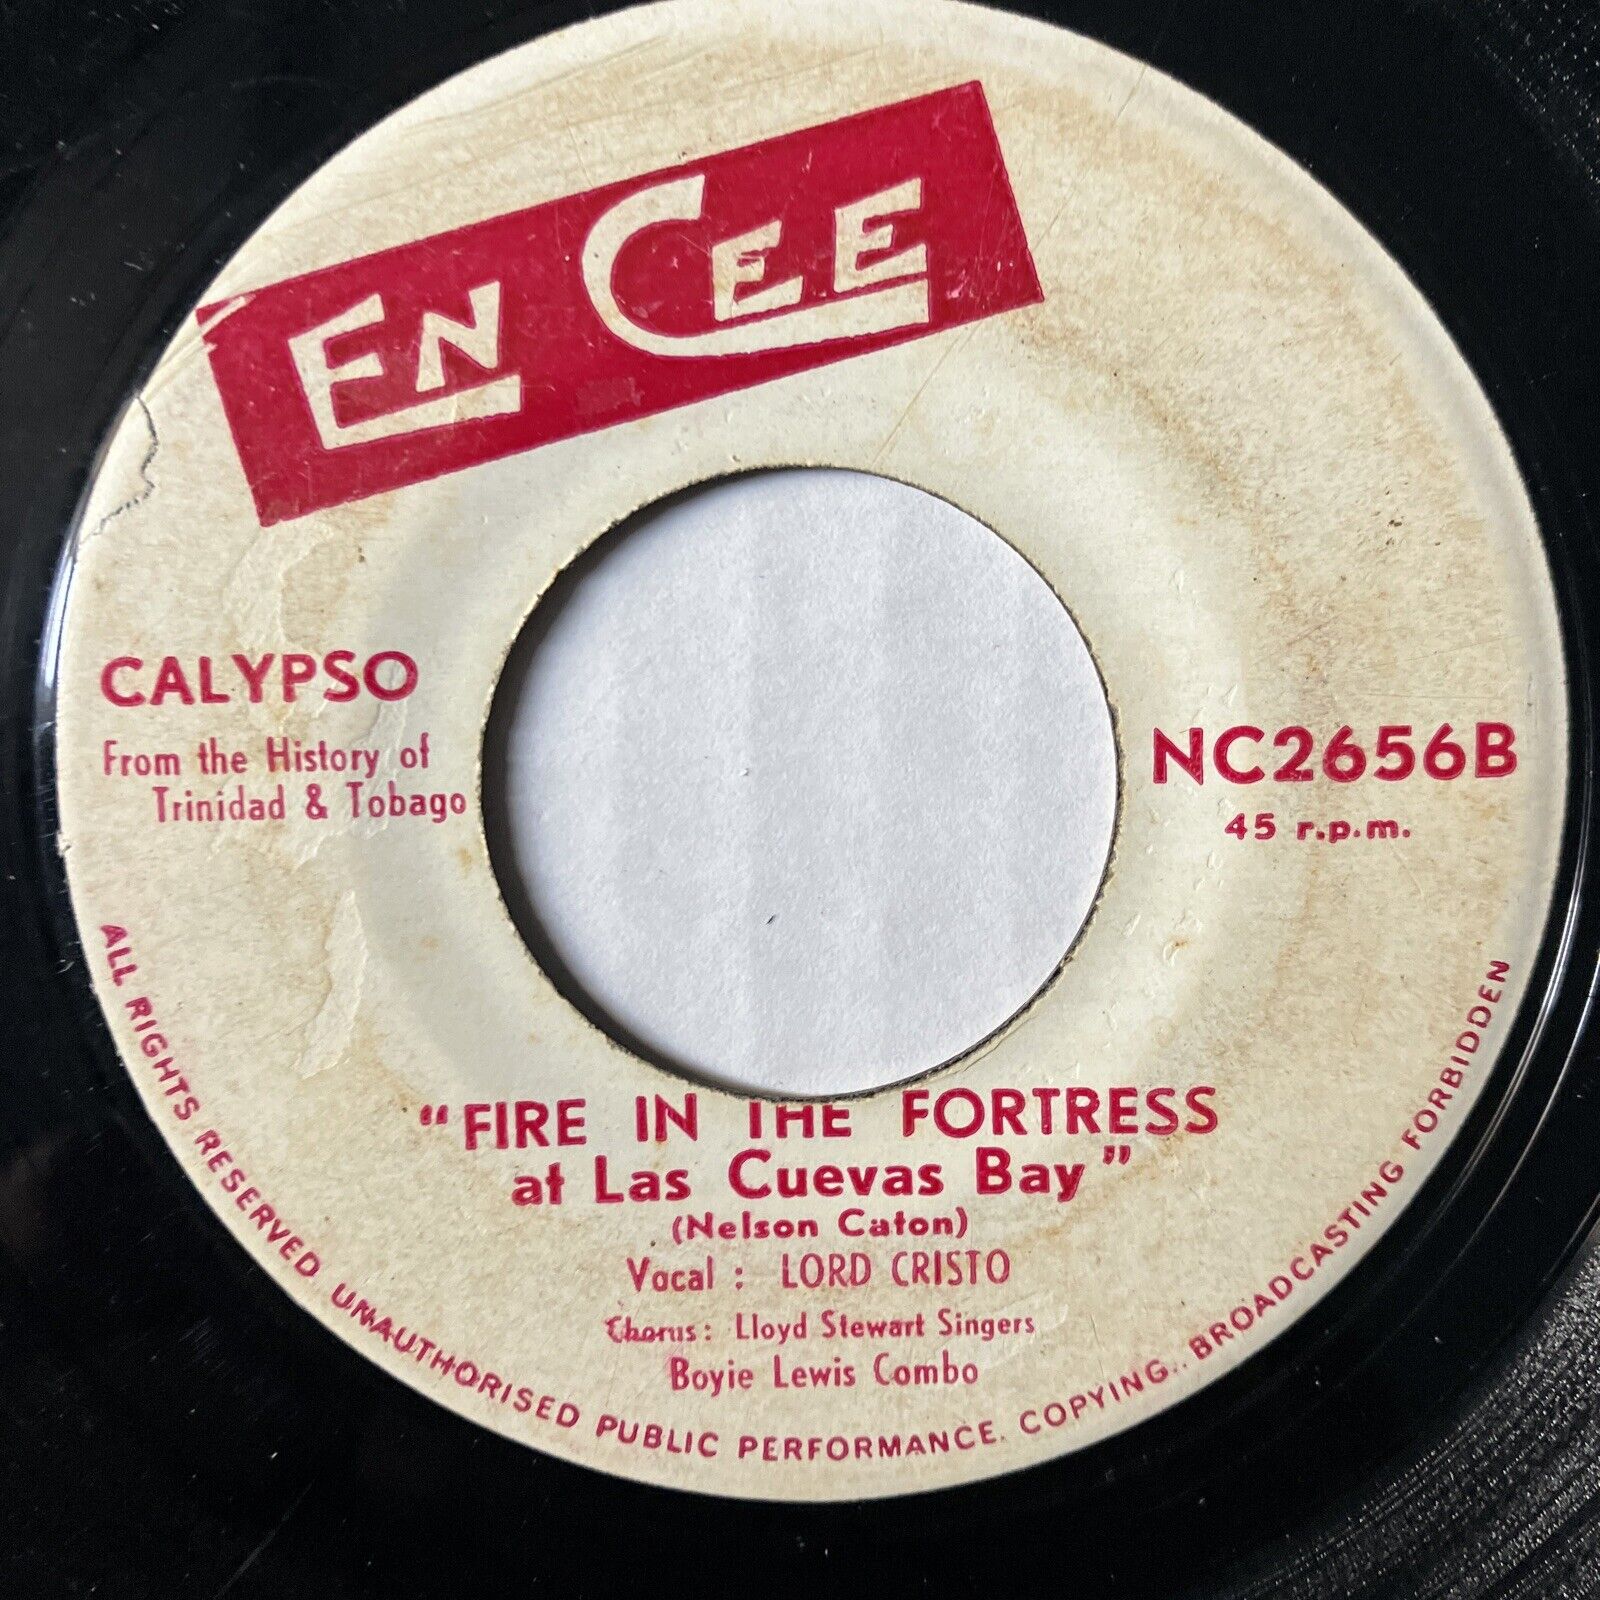 EN CEE
CALYPSO
From the History of
Trinidad & Tobago
NC2656B
45 r.p.m.
"FIRE IN THE FORTRESS
at Las Cuevas Bay"
(Nelson Caton)
Vocal : LORD CRISTO
Chorus: Lloyd Stewart Singers
Boyie Lewis Combo
ALL RIGHTS RESERVED UNAUTHORISED PUBLIC PERFORMANCE. COPYING.. BROADCASTING FORBIDDEN